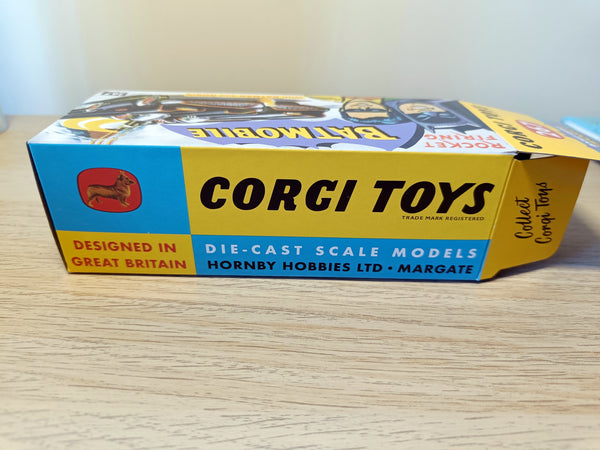 BATMOBILE
ROCKET
FIRING
CORGI TOYS
TRADE MARK REGISTERED
Collect
Corgi Toys
DESIGNED IN
GREAT BRITAIN
DIE-CAST SCALE MODELS
HORNBY HOBBIES LTD • MARGATE